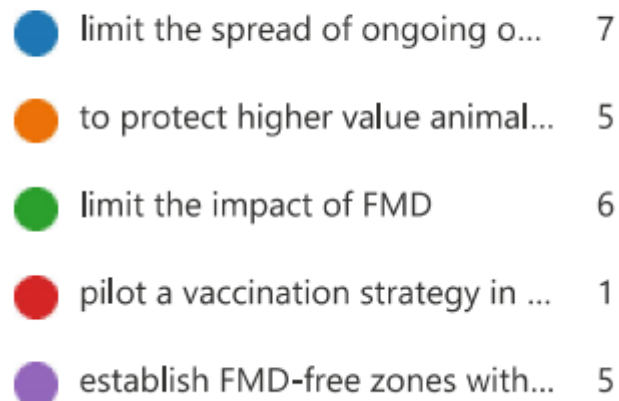 limit the spread of ongoing o... 7
to protect higher value animal... 5
limit the impact of FMD 6
pilot a vaccination strategy in ... 1
establish FMD-free zones with... 5